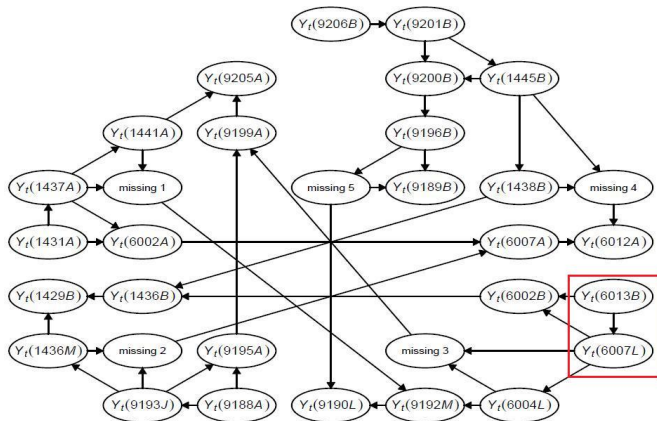 Yt(9206B) Yt(9201B)
Yt(9205A) Yt(9200B) Yt(1445B)
Yt(1441A) Yt(9199A) Yt(9196B)
Yt(1437A) missing 1 missing 5 Yt(9189B) Yt(1438B) missing 4
Yt(1431A) Yt(6002A) Yt(6007A) Yt(6012A)
Yt(1429B) Yt(1436B) Yt(6002B) Yt(6013B)
Yt(1436M) missing 2 Yt(9195A) missing 3 Yt(6007L)
Yt(9193J) Yt(9188A) Yt(9190L) Yt(9192M) Yt(6004L)